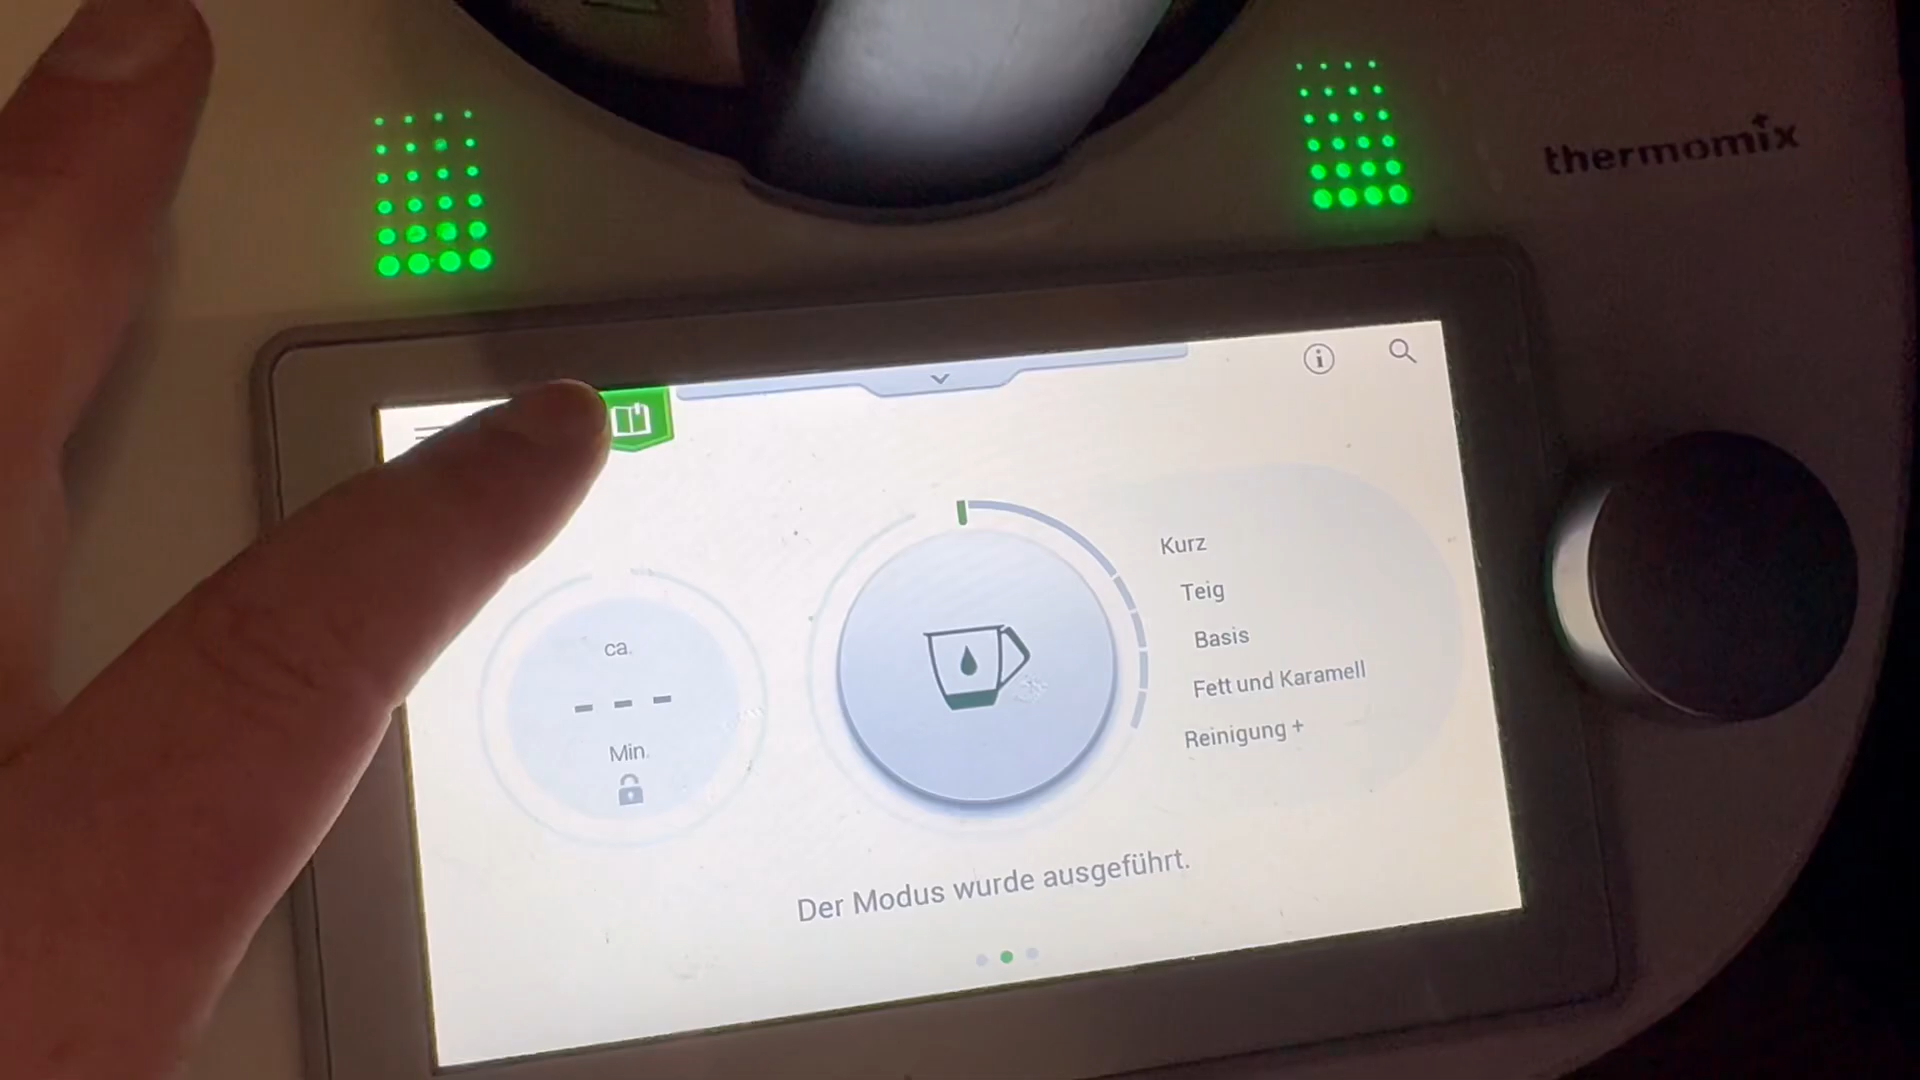 thermomix
ca.
- - -
Min.
Kurz
Teig
Basis
Fett und Karamell
Reinigung +
Der Modus wurde ausgeführt.